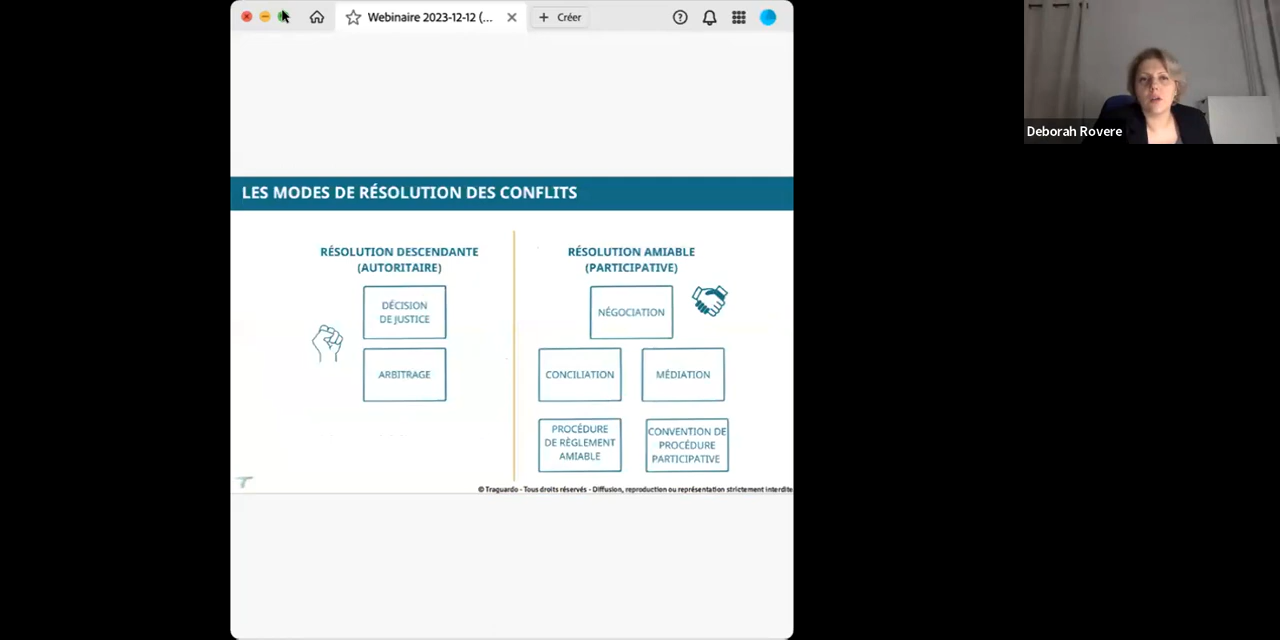 Webinaire 2023-12-12 (...
Créer
Deborah Rovere
LES MODES DE RÉSOLUTION DES CONFLITS
RÉSOLUTION DESCENDANTE
(AUTORITAIRE)
DÉCISION
DE JUSTICE
ARBITRAGE
RÉSOLUTION AMIABLE
(PARTICIPATIVE)
NÉGOCIATION
CONCILIATION
MÉDIATION
PROCÉDURE
DE RÈGLEMENT
AMIABLE
CONVENTION DE
PROCÉDURE
PARTICIPATIVE
© Traguardo - Tous droits réservés - Diffusion, reproduction ou représentation strictement interdite